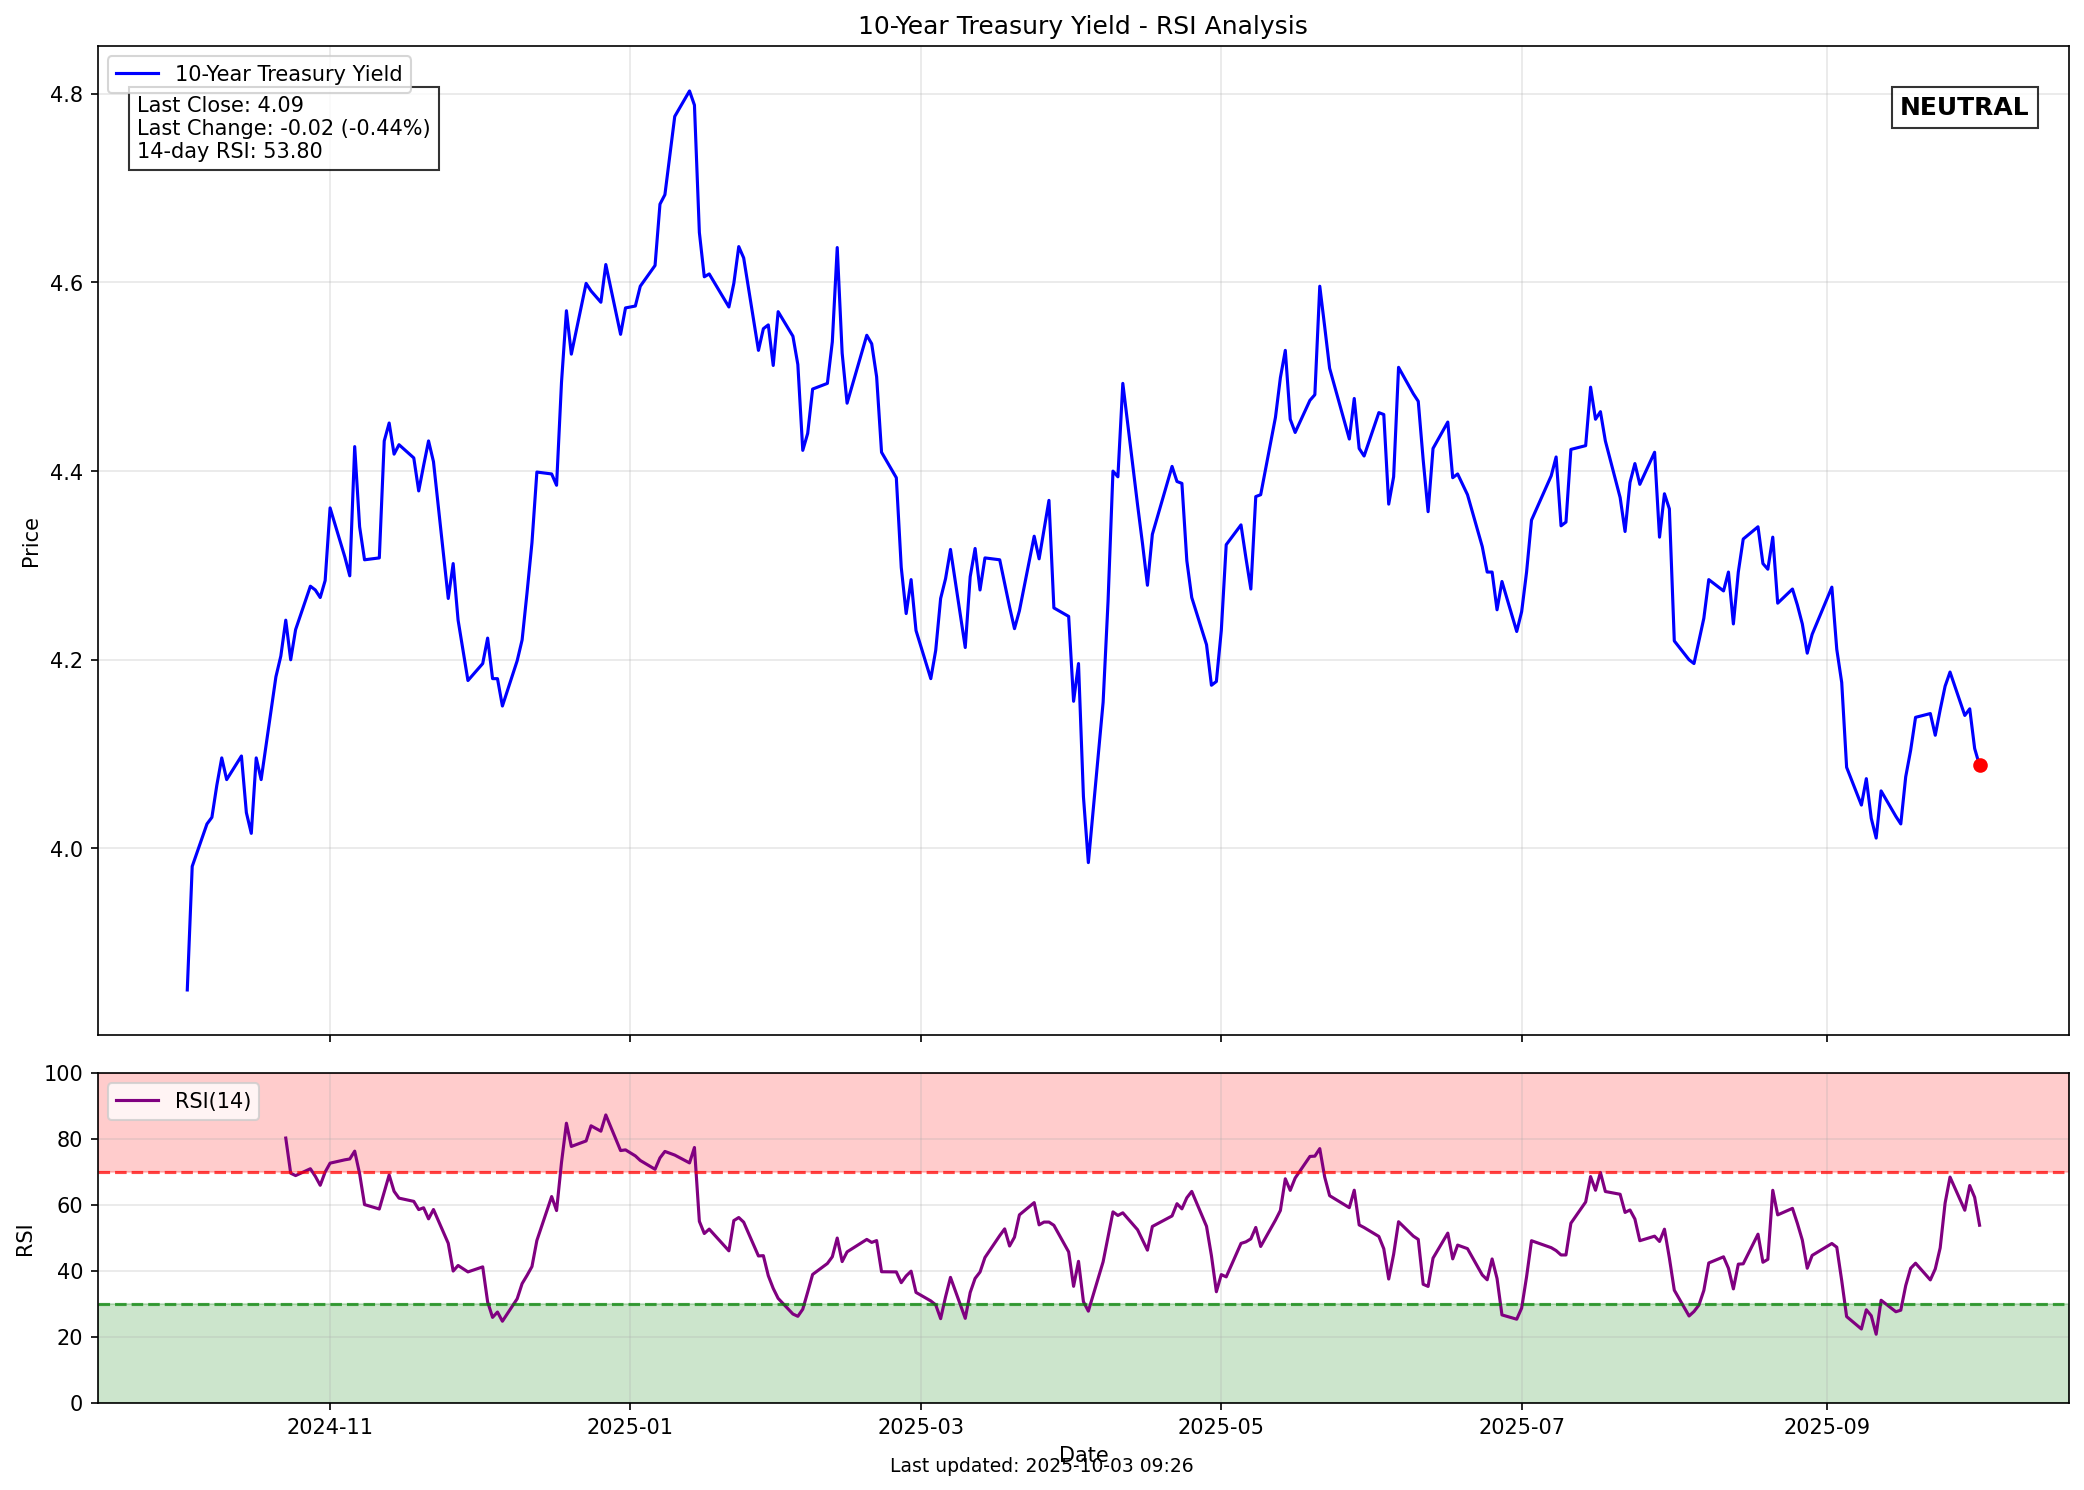 10-Year Treasury Yield - RSI Analysis
10-Year Treasury Yield
Last Close: 4.09
Last Change: -0.02 (-0.44%)
14-day RSI: 53.80
NEUTRAL
4.8
4.6
4.4
4.2
4.0
Price
RSI(14)
100
80
60
40
20
0
RSI
2024-11
2025-01
2025-03
2025-05
2025-07
2025-09
Date
Last updated: 2025-10-03 09:26